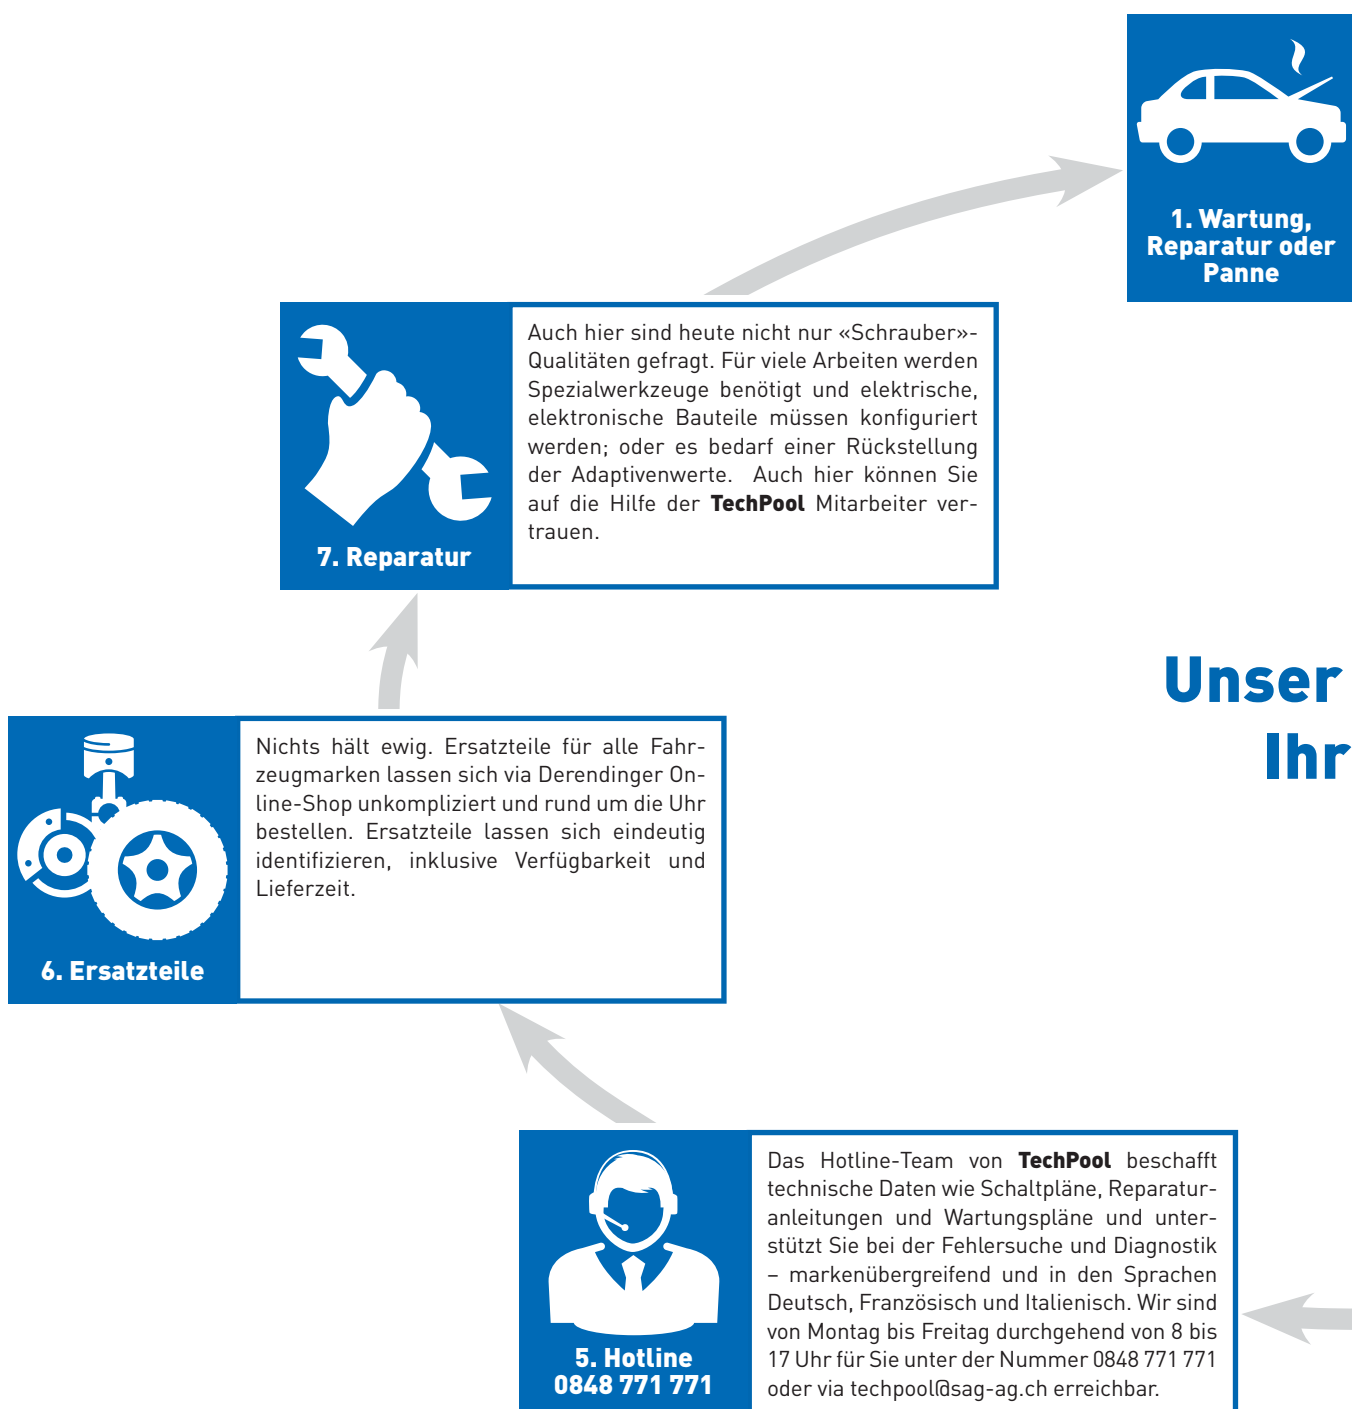 1. Wartung,
Reparatur oder
Panne
Auch hier sind heute nicht nur «Schrauber»-
Qualitäten gefragt. Für viele Arbeiten werden
Spezialwerkzeuge benötigt und elektrische,
elektronische Bauteile müssen konfiguriert
werden; oder es bedarf einer Rückstellung
der Adaptivenwerte. Auch hier können Sie
auf die Hilfe der TechPool Mitarbeiter ver-
trauen.
7. Reparatur
Unser
Ihr
Nichts hält ewig. Ersatzteile für alle Fahr-
zeugmarken lassen sich via Derendinger On-
line-Shop unkompliziert und rund um die Uhr
bestellen. Ersatzteile lassen sich eindeutig
identifizieren, inklusive Verfügbarkeit und
Lieferzeit.
6. Ersatzteile
Das Hotline-Team von TechPool beschafft
technische Daten wie Schaltpläne, Reparatur-
anleitungen und Wartungspläne und unter-
stützt Sie bei der Fehlersuche und Diagnostik
– markenübergreifend und in den Sprachen
Deutsch, Französisch und Italienisch. Wir sind
von Montag bis Freitag durchgehend von 8 bis
17 Uhr für Sie unter der Nummer 0848 771 771
oder via techpool@sag-ag.ch erreichbar.
5. Hotline
0848 771 771